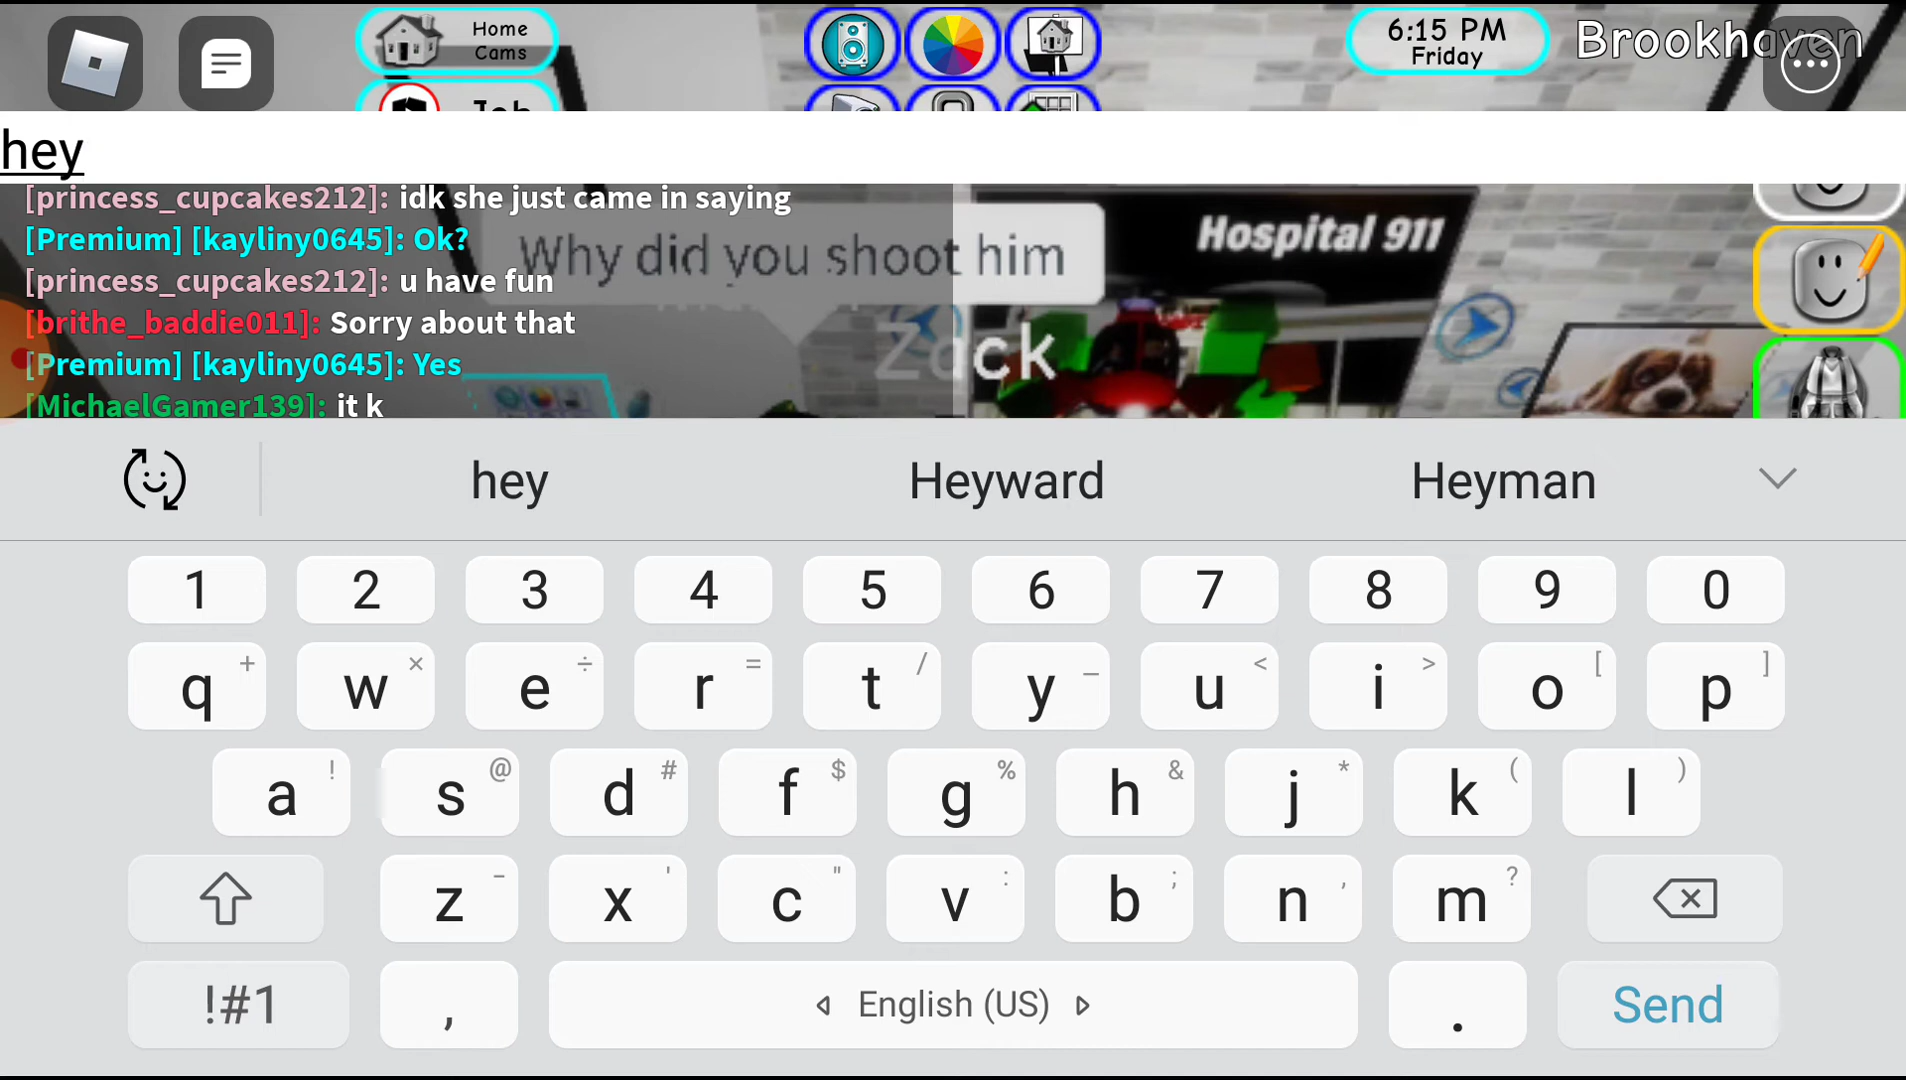 Home
Cams
Job
6:15 PM
Friday
Brookhaven
hey
[princess_cupcakes212]: idk she just came in saying
[Premium] [kayliny0645]: Ok?
[princess_cupcakes212]: u have fun
[brithe_baddie011]: Sorry about that
[Premium] [kayliny0645]: Yes
[MichaelGamer139]: it k
Why did you shoot him
Zack
Hospital 911
hey Heyward Heyman
1 2 3 4 5 6 7 8 9 0
q + w × e ÷ r = t / y _ u < i > o [ p ]
a ! s @ d # f $ g % h & j * k ( l )
z - x ' c " v : b ; n , m ?
!#1 , English (US) . Send